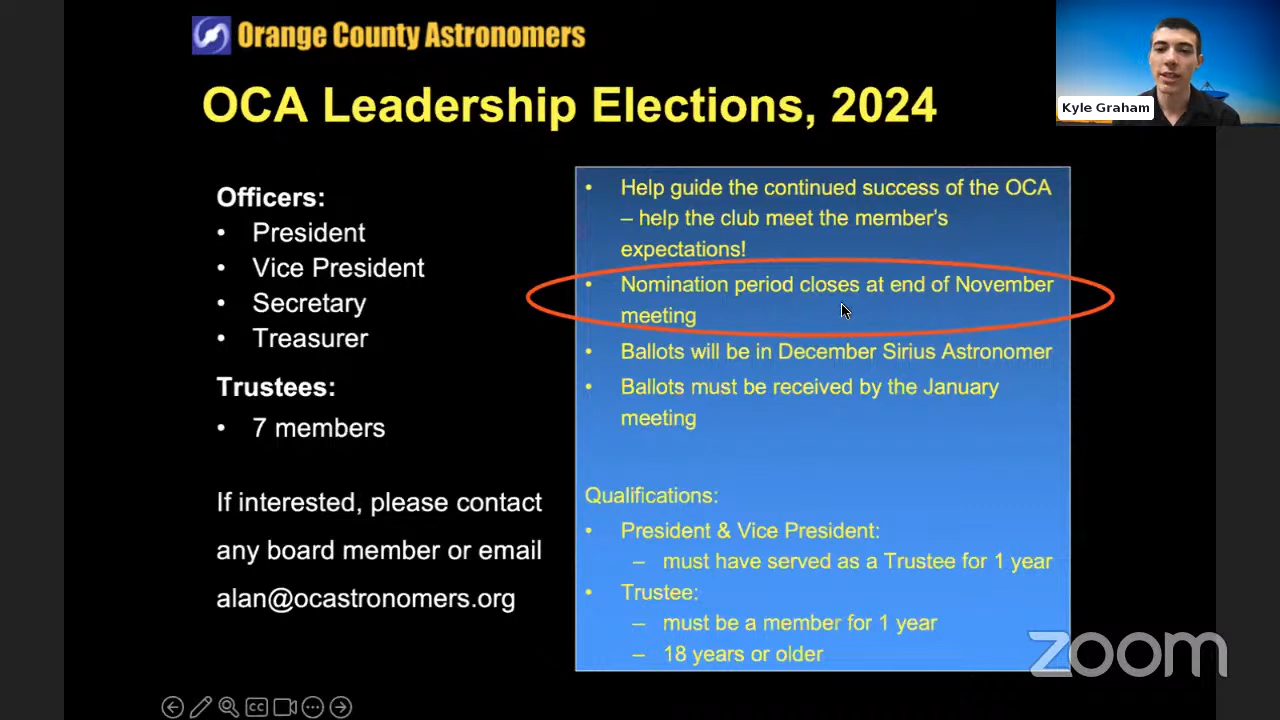 Orange County Astronomers
OCA Leadership Elections, 2024
Kyle Graham
Officers:
• President
• Vice President
• Secretary
• Treasurer
Trustees:
• 7 members
If interested, please contact
any board member or email
alan@ocastronomers.org
• Help guide the continued success of the OCA
– help the club meet the member's
expectations!
• Nomination period closes at end of November
meeting
• Ballots will be in December Sirius Astronomer
• Ballots must be received by the January
meeting
Qualifications:
• President & Vice President:
– must have served as a Trustee for 1 year
• Trustee:
– must be a member for 1 year
– 18 years or older
zoom
CC